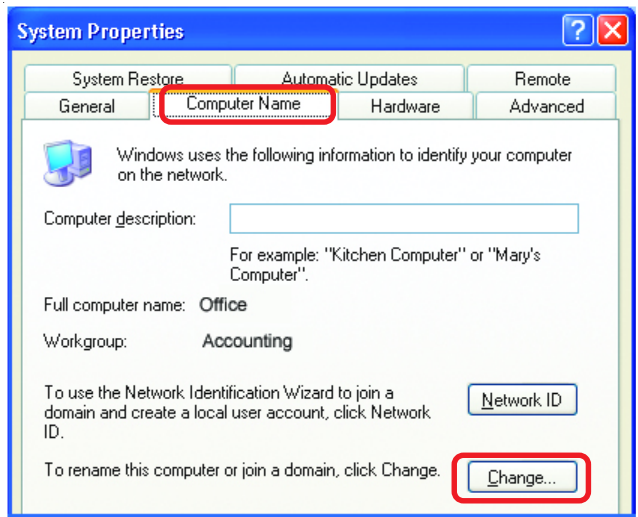 System Properties
?
X
System Restore Automatic Updates Remote
General Computer Name Hardware Advanced
Windows uses the following information to identify your computer
on the network.
Computer description:
For example: "Kitchen Computer" or "Mary's
Computer".
Full computer name: Office
Workgroup: Accounting
To use the Network Identification Wizard to join a
domain and create a local user account, click Network
ID.
Network ID
To rename this computer or join a domain, click Change.
Change...